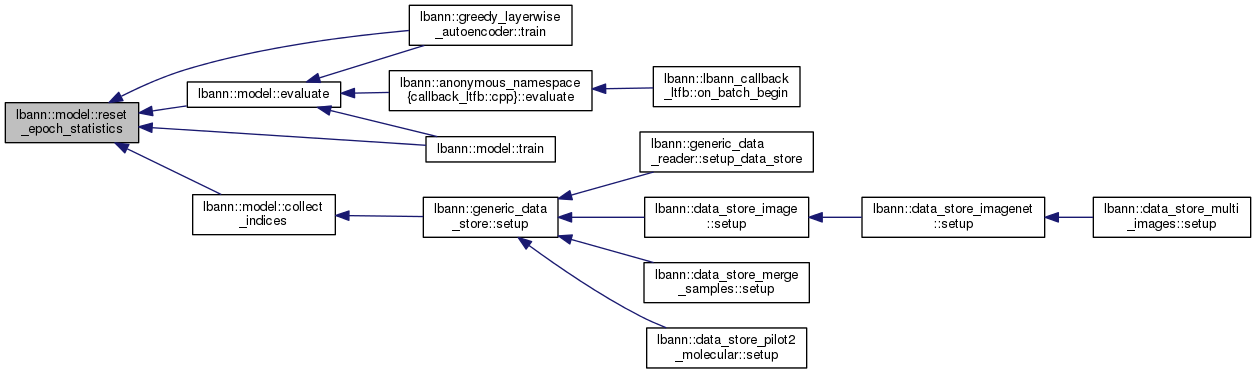 lbann::greedy_layerwise
_autoencoder::train
lbann::model::evaluate
lbann::anonymous_namespace
{callback_ltfb::cpp}::evaluate
lbann::lbann_callback
_ltfb::on_batch_begin
lbann::model::reset
_epoch_statistics
lbann::model::train
lbann::generic_data
_reader::setup_data_store
lbann::model::collect
_indices
lbann::generic_data
_store::setup
lbann::data_store_image
::setup
lbann::data_store_imagenet
::setup
lbann::data_store_multi
_images::setup
lbann::data_store_merge
_samples::setup
lbann::data_store_pilot2
_molecular::setup